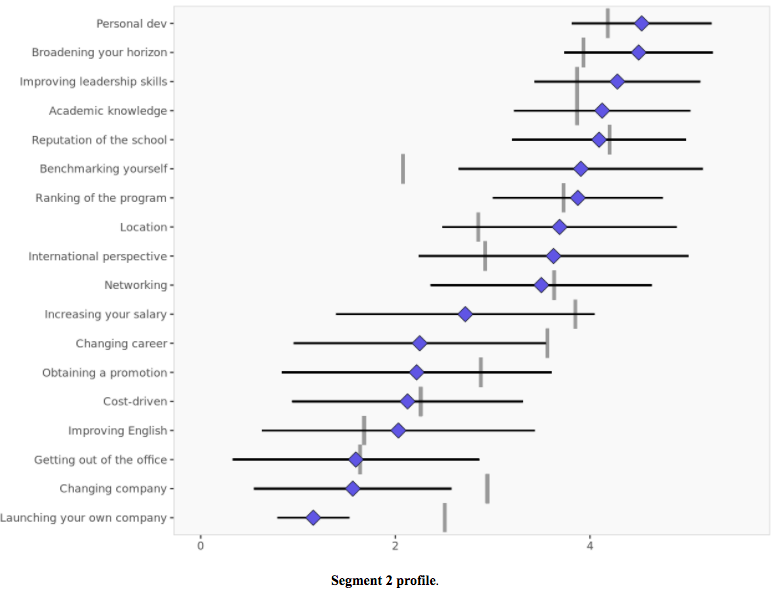 Personal dev
Broadening your horizon
Improving leadership skills
Academic knowledge
Reputation of the school
Benchmarking yourself
Ranking of the program
Location
International perspective
Networking
Increasing your salary
Changing career
Obtaining a promotion
Cost-driven
Improving English
Getting out of the office
Changing company
Launching your own company
0 2 4
Segment 2 profile.